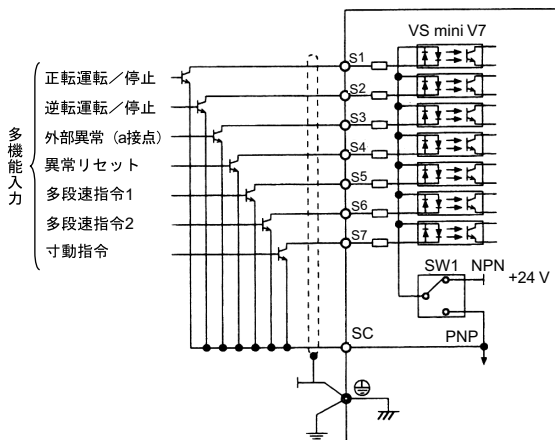 VS mini V7
多機能入力
正転運転／停止
S1
逆転運転／停止
S2
外部異常（a接点）
S3
異常リセット
S4
多段速指令1
S5
多段速指令2
S6
寸動指令
S7
SW1
NPN
+24 V
SC
PNP